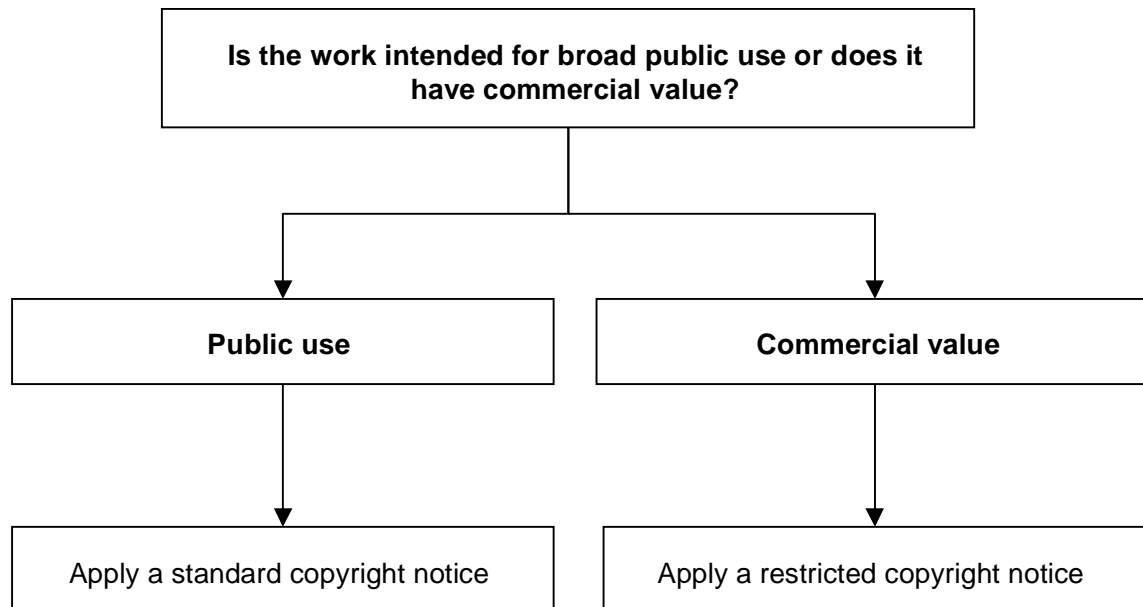 Is the work intended for broad public use or does it
have commercial value?
Public use
Commercial value
Apply a standard copyright notice
Apply a restricted copyright notice